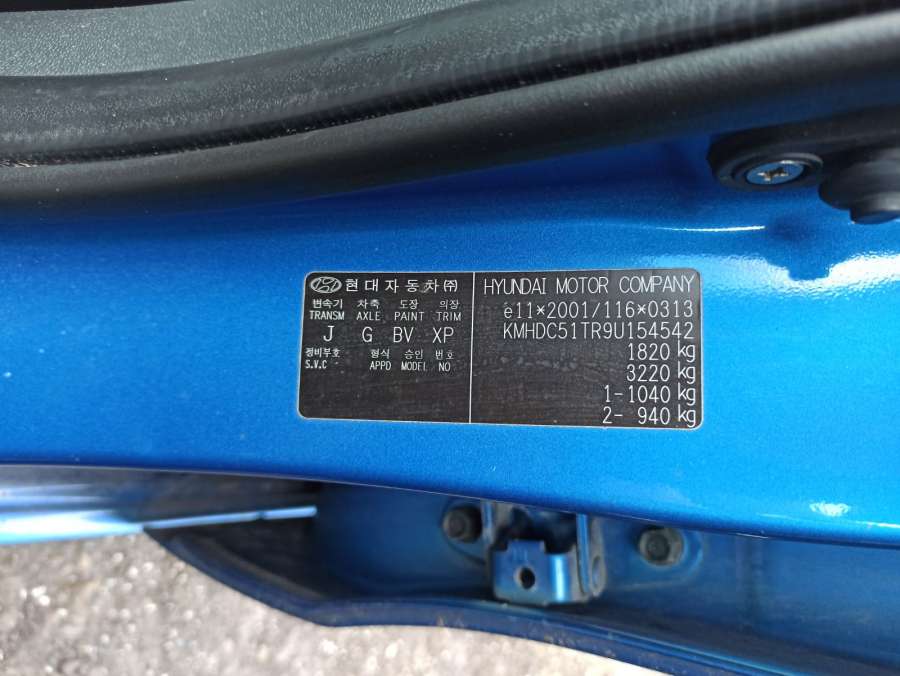 현대자동차㈜
변속기 차축 도장 의장
TRANSM AXLE PAINT TRIM
J G BV XP
정비부호 형식 승인 번호
S.V.C - APPD MODEL NO
HYUNDAI MOTOR COMPANY
e11*2001/116*0313
KMHDC51TR9U154542
1820 kg
3220 kg
1- 1040 kg
2- 940 kg